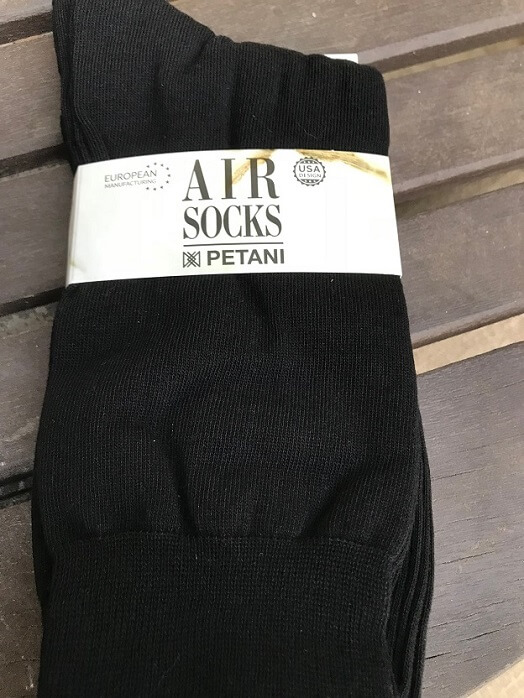 EUROPEAN
MANUFACTURING
AIR
SOCKS
PETANI
USA
DESIGN